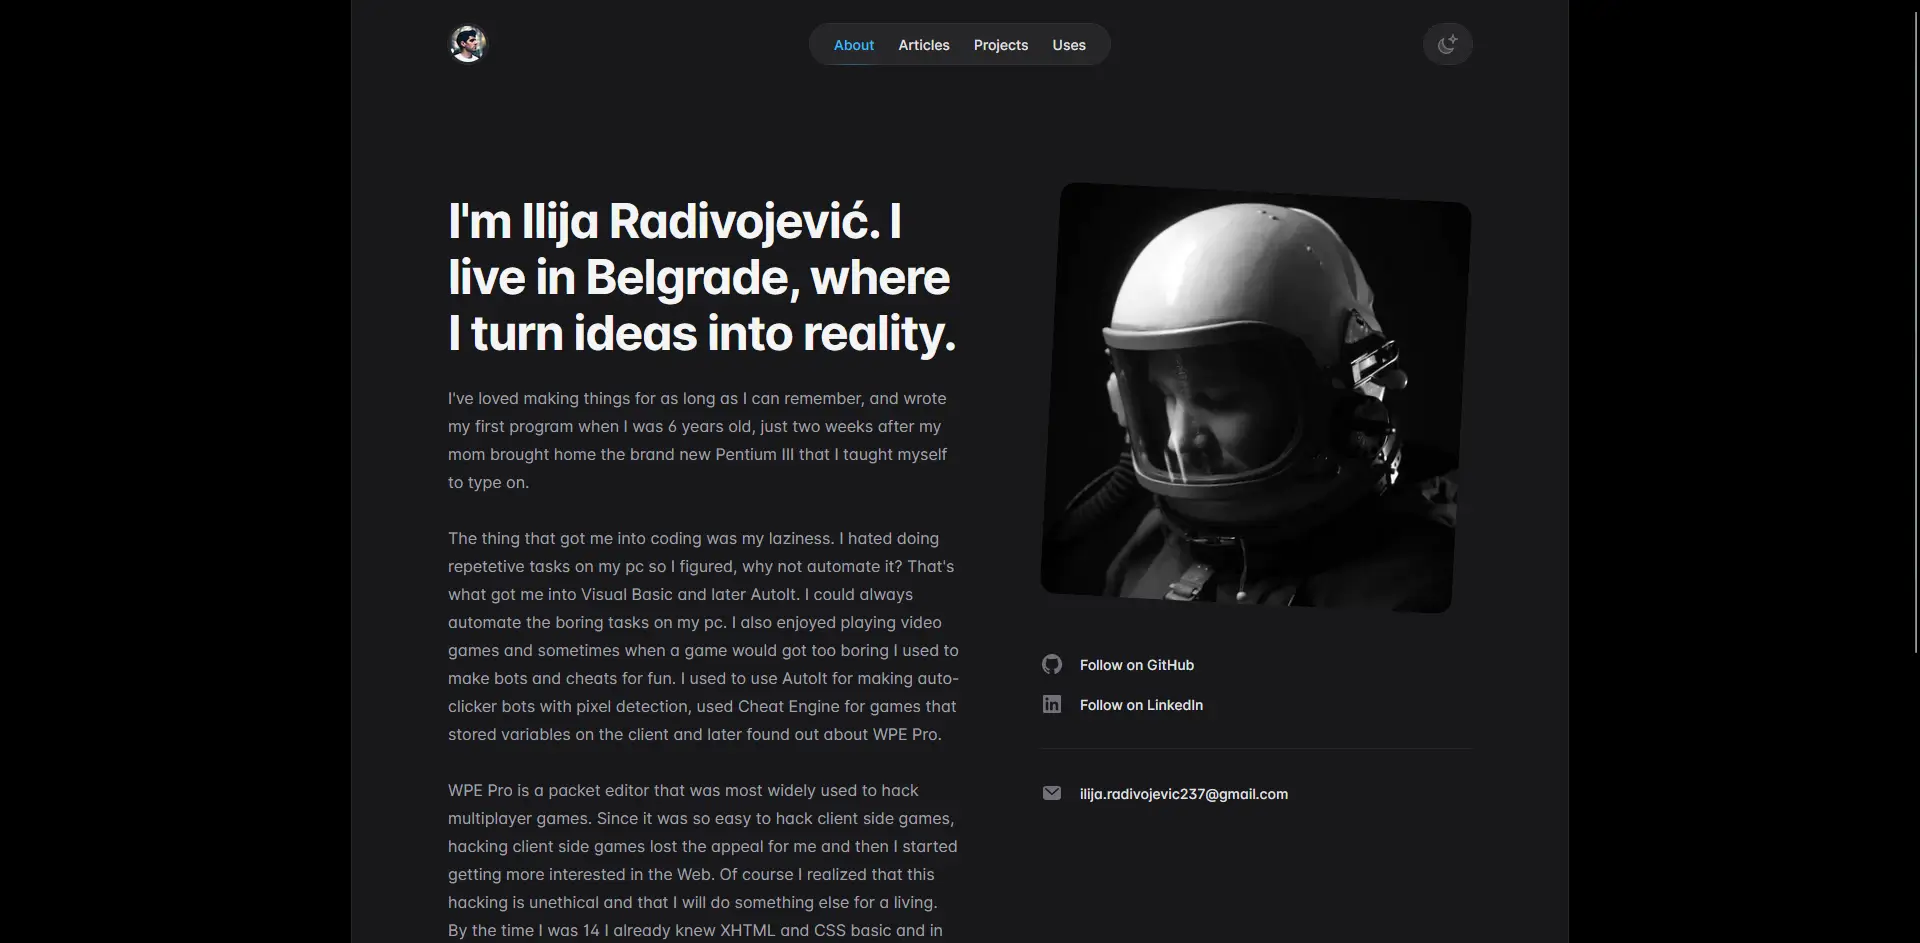 About Articles Projects Uses
I'm Ilija Radivojević. I
live in Belgrade, where
I turn ideas into reality.
I've loved making things for as long as I can remember, and wrote
my first program when I was 6 years old, just two weeks after my
mom brought home the brand new Pentium III that I taught myself
to type on.
The thing that got me into coding was my laziness. I hated doing
repetetive tasks on my pc so I figured, why not automate it? That's
what got me into Visual Basic and later AutoIt. I could always
automate the boring tasks on my pc. I also enjoyed playing video
games and sometimes when a game would got too boring I used to
make bots and cheats for fun. I used to use AutoIt for making auto-
clicker bots with pixel detection, used Cheat Engine for games that
stored variables on the client and later found out about WPE Pro.
WPE Pro is a packet editor that was most widely used to hack
multiplayer games. Since it was so easy to hack client side games,
hacking client side games lost the appeal for me and then I started
getting more interested in the Web. Of course I realized that this
hacking is unethical and that I will do something else for a living.
By the time I was 14 I already knew XHTML and CSS basic and in
Follow on GitHub
Follow on LinkedIn
ilija.radivojevic237@gmail.com